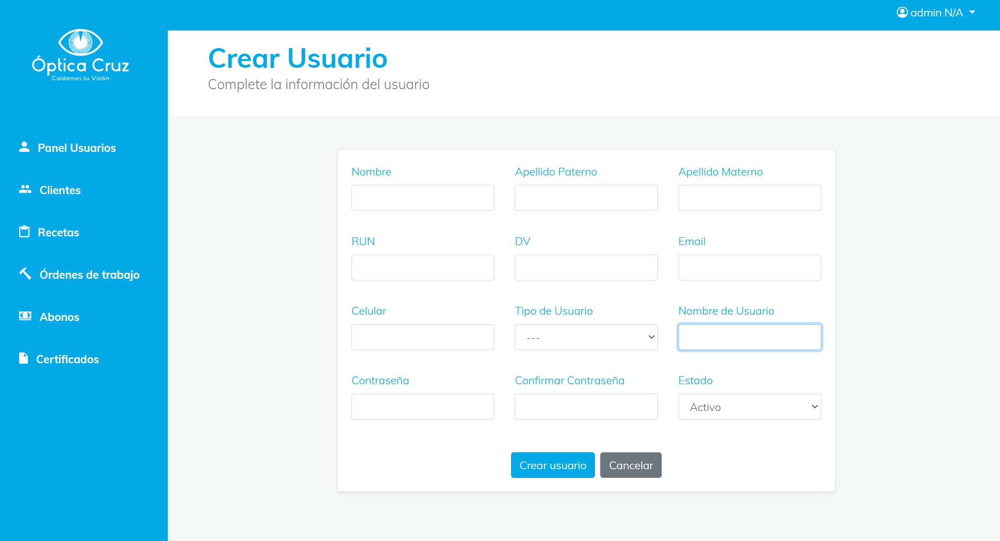 admin N/A
Óptica Cruz
Cuidamos tu Visión
Crear Usuario
Complete la información del usuario
Panel Usuarios
Clientes
Recetas
Órdenes de trabajo
Abonos
Certificados
Nombre
Apellido Paterno
Apellido Materno
RUN
DV
Email
Celular
Tipo de Usuario
Nombre de Usuario
---
Contraseña
Confirmar Contraseña
Estado
Activo
Crear usuario
Cancelar